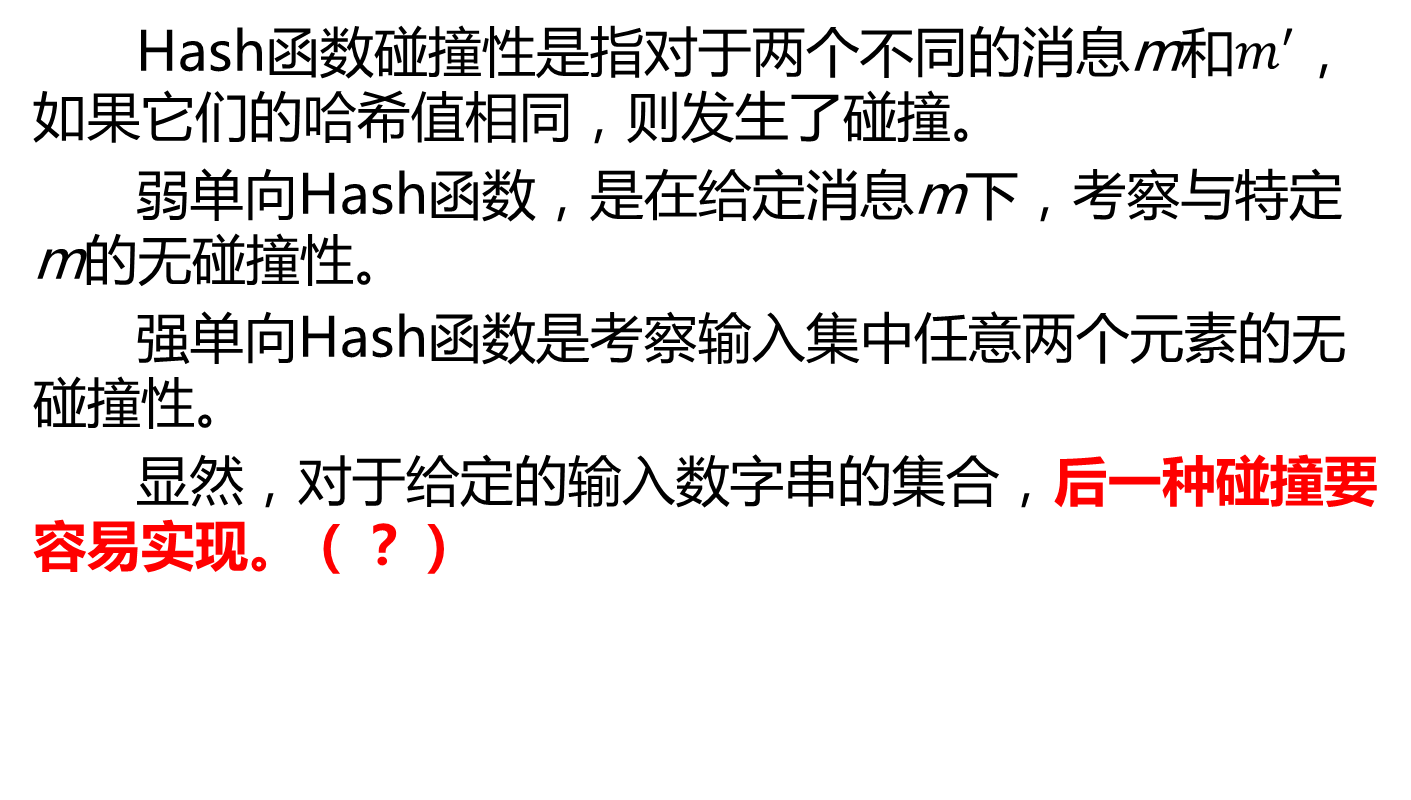 Hash函数碰撞性是指对于两个不同的消息m和m′，
如果它们的哈希值相同，则发生了碰撞。
弱单向Hash函数，是在给定消息m下，考察与特定
m的无碰撞性。
强单向Hash函数是考察输入集中任意两个元素的无
碰撞性。
显然，对于给定的输入数字串的集合，后一种碰撞要
容易实现。（？）